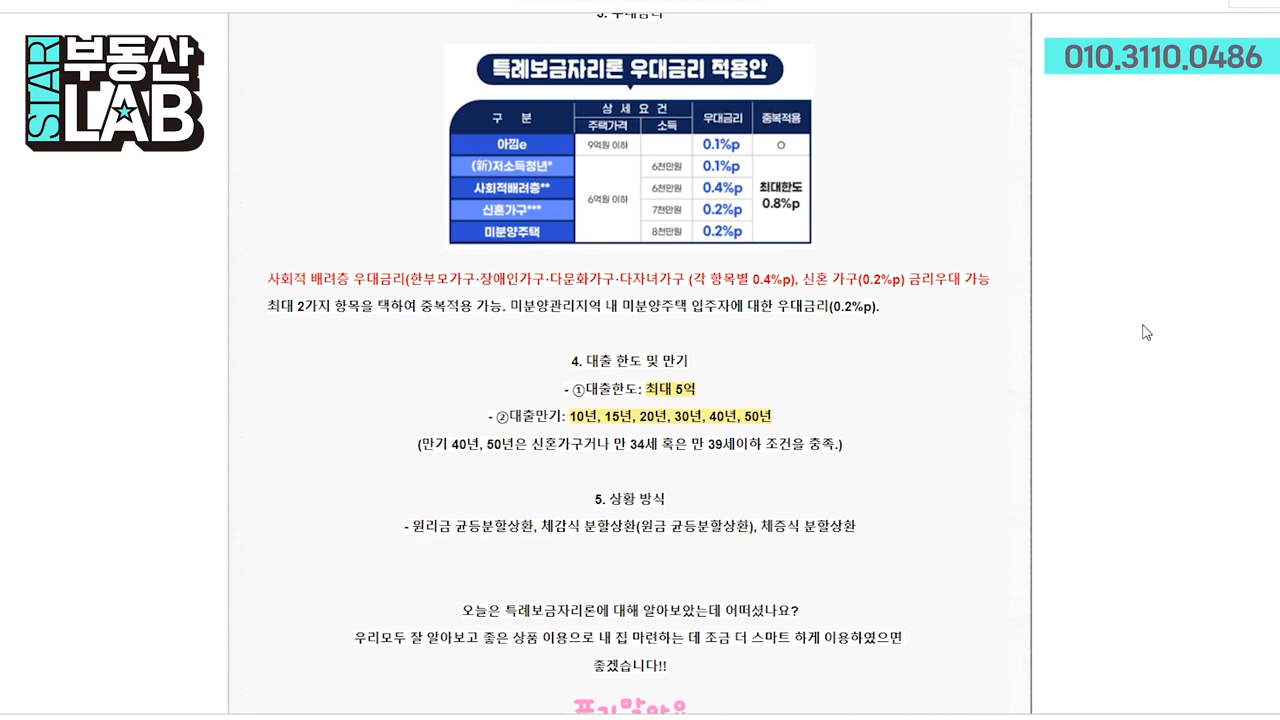 STAR
부동산
LAB
010.3110.0486
3. 우대금리
특례보금자리론 우대금리 적용안
구 분 상 세 요 건 우대금리 중복적용
주택가격 소득
아낌e 9억원 이하 0.1%p ○
(新)저소득청년* 6억원 이하 6천만원 0.1%p 최대한도 0.8%p
사회적배려층** 6천만원 0.4%p
신혼가구*** 7천만원 0.2%p
미분양주택 8천만원 0.2%p
사회적 배려층 우대금리(한부모가구·장애인가구·다문화가구·다자녀가구 (각 항목별 0.4%p), 신혼 가구(0.2%p) 금리우대 가능
최대 2가지 항목을 택하여 중복적용 가능. 미분양관리지역 내 미분양주택 입주자에 대한 우대금리(0.2%p).
4. 대출 한도 및 만기
- ①대출한도: 최대 5억
- ②대출만기: 10년, 15년, 20년, 30년, 40년, 50년
(만기 40년, 50년은 신혼가구거나 만 34세 혹은 만 39세이하 조건을 충족.)
5. 상황 방식
- 원리금 균등분할상환, 체감식 분할상환(원금 균등분할상환), 체증식 분할상환
오늘은 특례보금자리론에 대해 알아보았는데 어떠셨나요?
우리모두 잘 알아보고 좋은 상품 이용으로 내 집 마련하는 데 조금 더 스마트 하게 이용하였으면
좋겠습니다!!